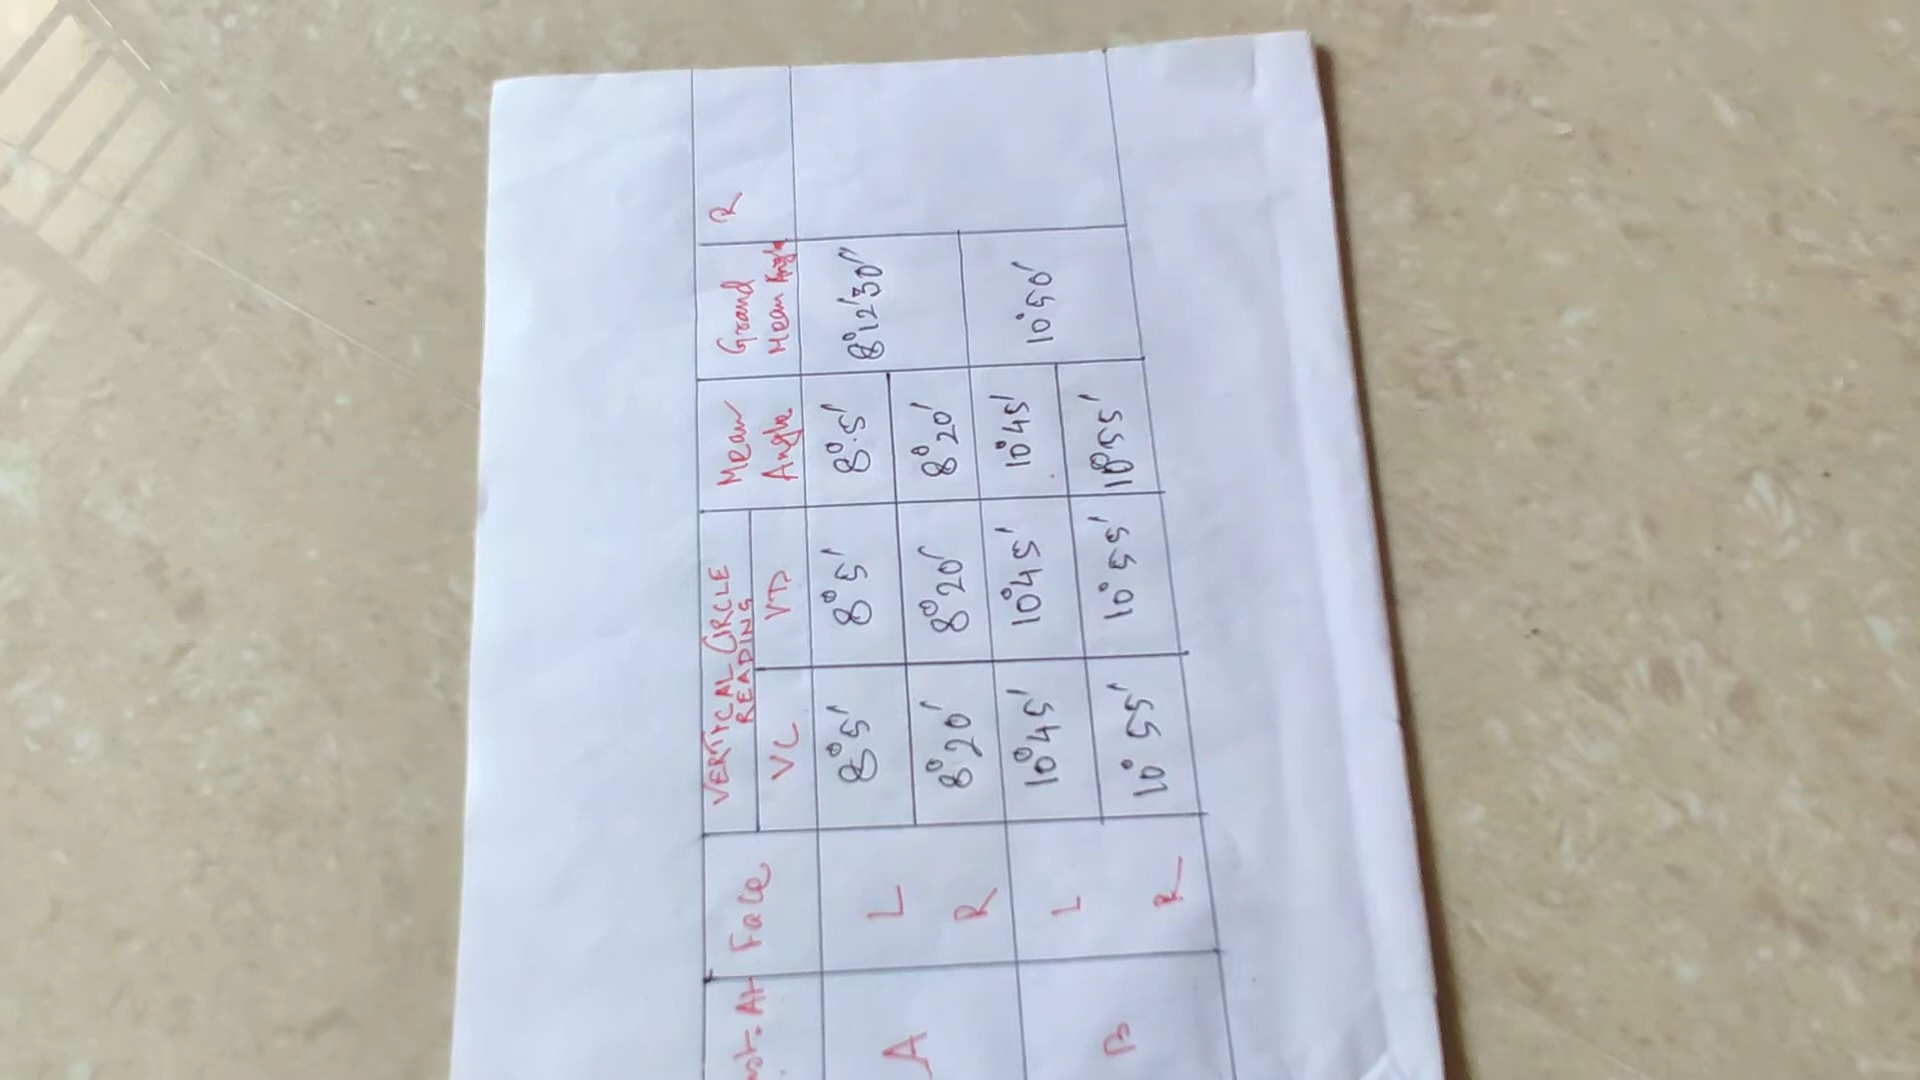 Inst. At Face VERTICAL CIRCLE READING Mean Angle Grand Mean Angle R
VC VD
A L 8°5' 8°5' 8°.5' 8°12'30"
R 8°20' 8°20' 8°20'
B L 10°45' 10°45' 10°45' 10°50'
R 10°55' 10°55' 10°55'